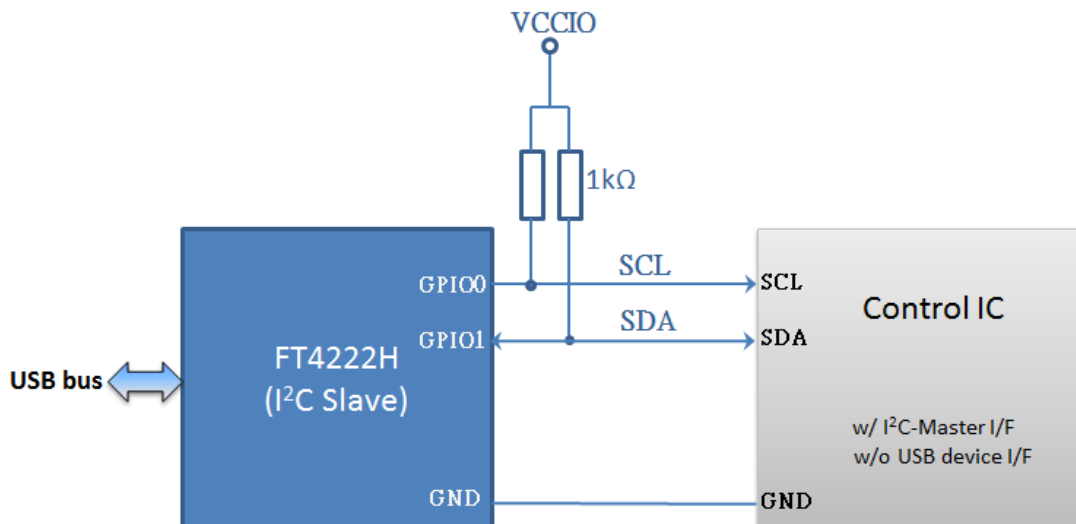 VCCIO
1kΩ
GPIO0
SCL
SCL
GPIO1
SDA
SDA
Control IC
USB bus
FT4222H
(I²C Slave)
w/ I²C-Master I/F
w/o USB device I/F
GND
GND